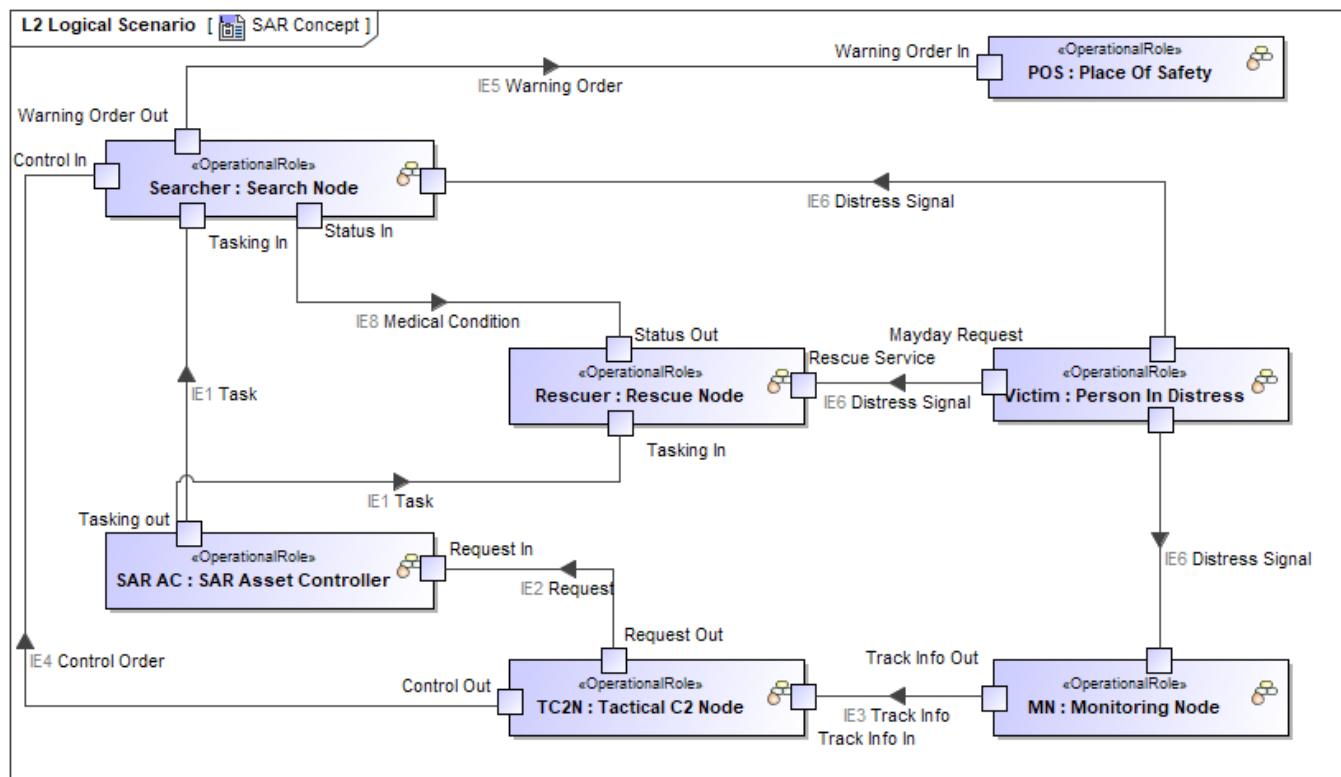 L2 Logical Scenario [ SAR Concept ]
Warning Order In
«OperationalRole»
POS : Place Of Safety
IE5 Warning Order
Warning Order Out
Control In
«OperationalRole»
Searcher : Search Node
IE6 Distress Signal
Tasking In
Status In
IE8 Medical Condition
Status Out
Mayday Request
Rescue Service
«OperationalRole»
Rescuer : Rescue Node
IE6 Distress Signal
«OperationalRole»
Victim : Person In Distress
IE1 Task
Tasking In
IE1 Task
Tasking out
«OperationalRole»
SAR AC : SAR Asset Controller
Request In
IE2 Request
IE6 Distress Signal
Request Out
IE4 Control Order
Control Out
«OperationalRole»
TC2N : Tactical C2 Node
Track Info Out
IE3 Track Info
Track Info In
«OperationalRole»
MN : Monitoring Node